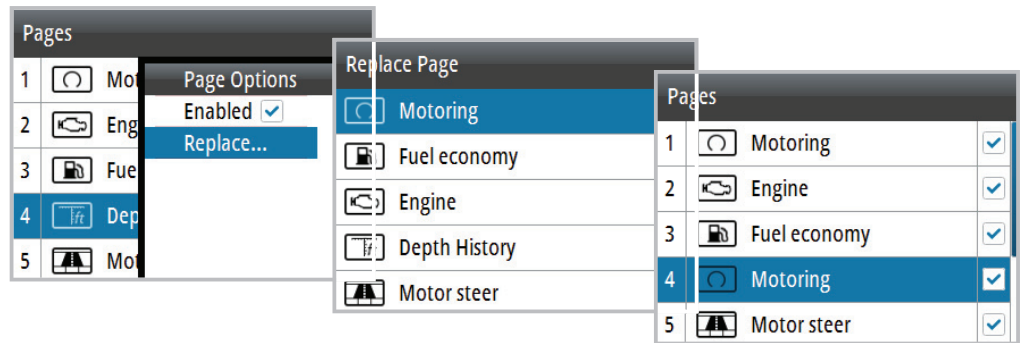 Pages
1 Mot
2 Eng
3 Fue
4 ft Dep
5 Mot
Page Options
Enabled
Replace...
Replace Page
Motoring
Fuel economy
Engine
ft Depth History
Motor steer
Pages
1 Motoring
2 Engine
3 Fuel economy
4 Motoring
5 Motor steer